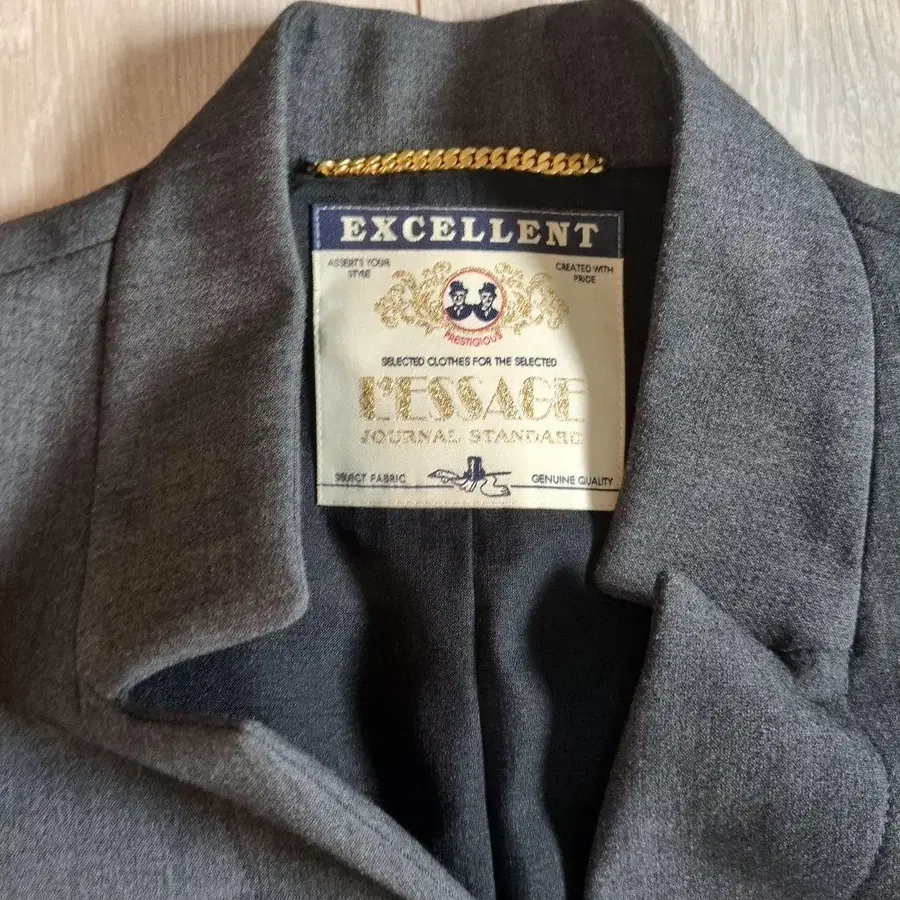 EXCELLENT
ASSERTS YOUR
STYLE
CREATED WITH
PRIDE
PRESTIGIOUS
SELECTED CLOTHES FOR THE SELECTED
L'ESSAGE
JOURNAL STANDARD
SELECT FABRIC
GENUINE QUALITY